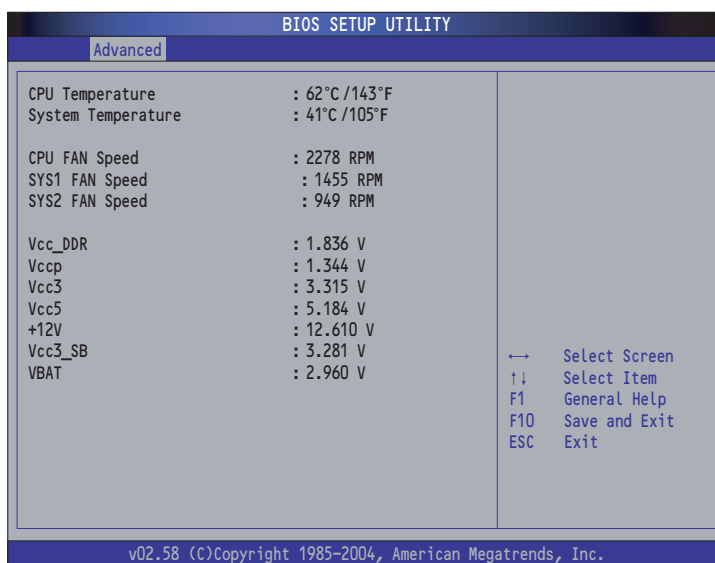 BIOS SETUP UTILITY
Advanced
CPU Temperature : 62°C/143°F
System Temperature : 41°C/105°F
CPU FAN Speed : 2278 RPM
SYS1 FAN Speed : 1455 RPM
SYS2 FAN Speed : 949 RPM
Vcc_DDR : 1.836 V
Vccp : 1.344 V
Vcc3 : 3.315 V
Vcc5 : 5.184 V
+12V : 12.610 V
Vcc3_SB : 3.281 V
VBAT : 2.960 V
←→ Select Screen
↑↓ Select Item
F1 General Help
F10 Save and Exit
ESC Exit
v02.58 (C)Copyright 1985-2004, American Megatrends, Inc.